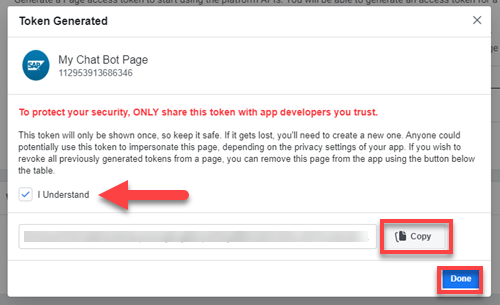 Generate a Page access token to start using the platform APIs. You will be able to generate an access token for a
Token Generated
SAP
My Chat Bot Page
112953913686346
To protect your security, ONLY share this token with app developers you trust.
This token will only be shown once, so keep it safe. If it gets lost, you'll need to create a new one. Anyone could
potentially use this token to impersonate this page, depending on the privacy settings of your app. If you wish to
revoke all previously generated tokens from a page, you can remove this page from the app using the button below
the table.
I Understand
Copy
Done